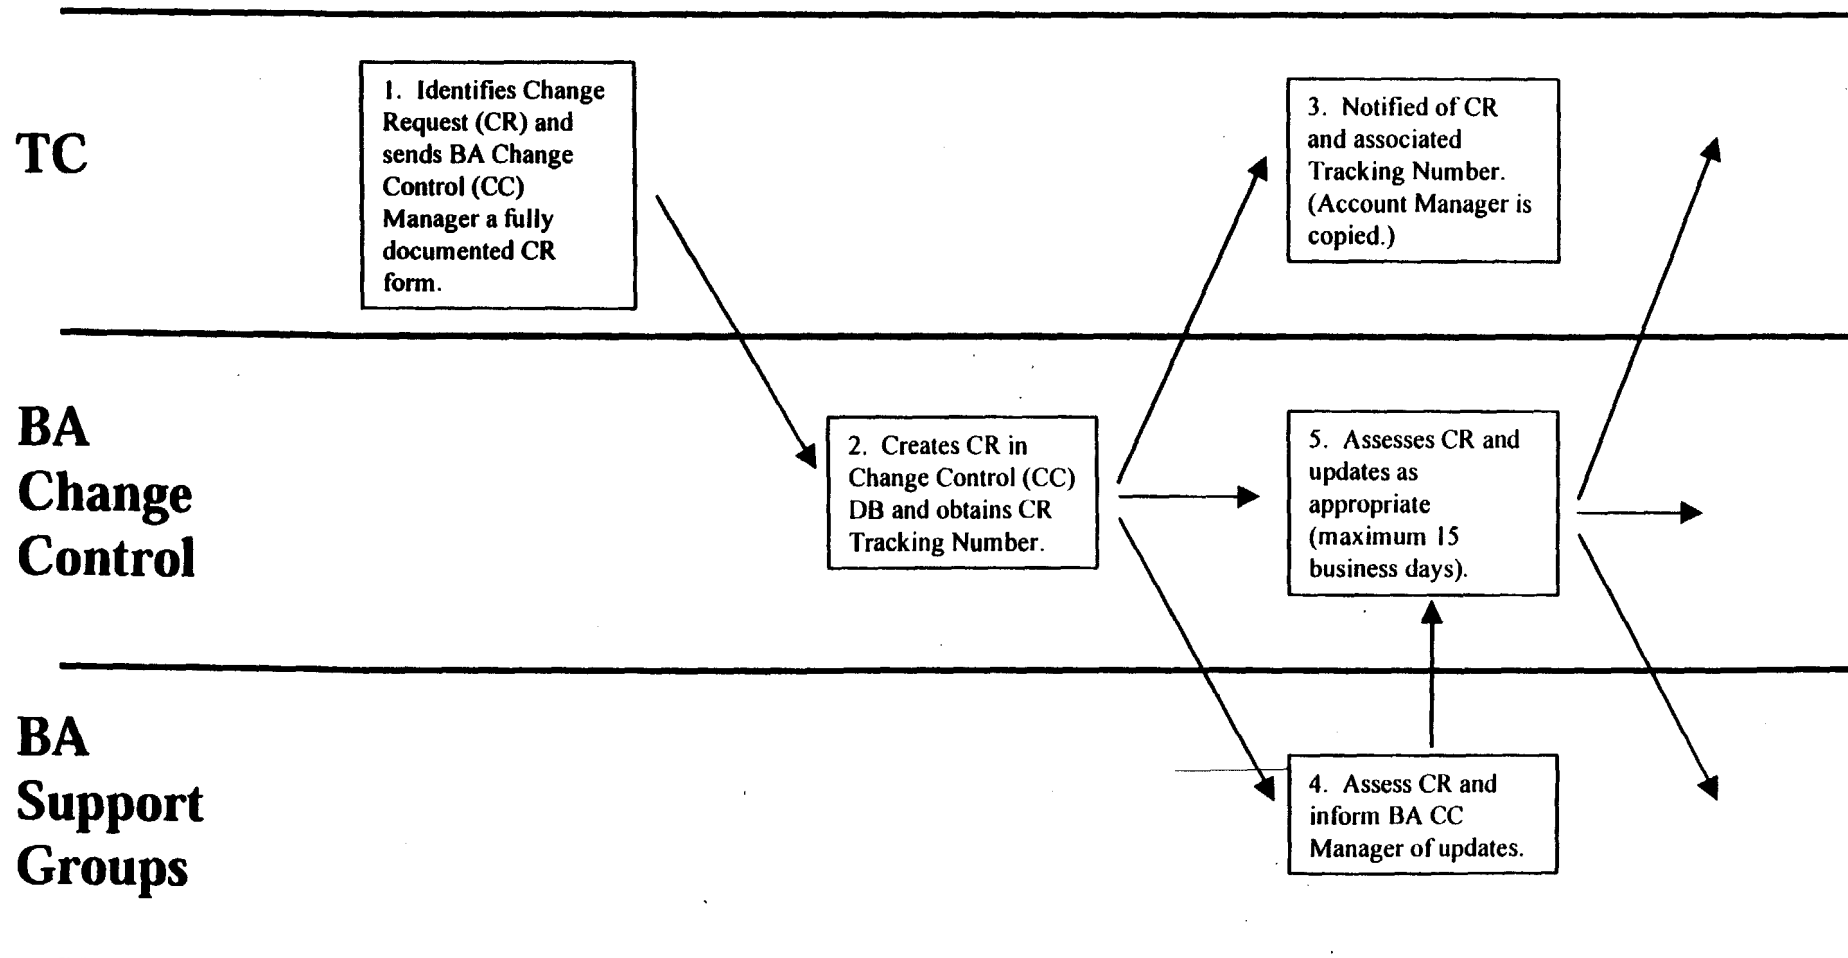 TC
1. Identifies Change
Request (CR) and
sends BA Change
Control (CC)
Manager a fully
documented CR
form.
3. Notified of CR
and associated
Tracking Number.
(Account Manager is
copied.)
BA
Change
Control
2. Creates CR in
Change Control (CC)
DB and obtains CR
Tracking Number.
5. Assesses CR and
updates as
appropriate
(maximum 15
business days).
BA
Support
Groups
4. Assess CR and
inform BA CC
Manager of updates.